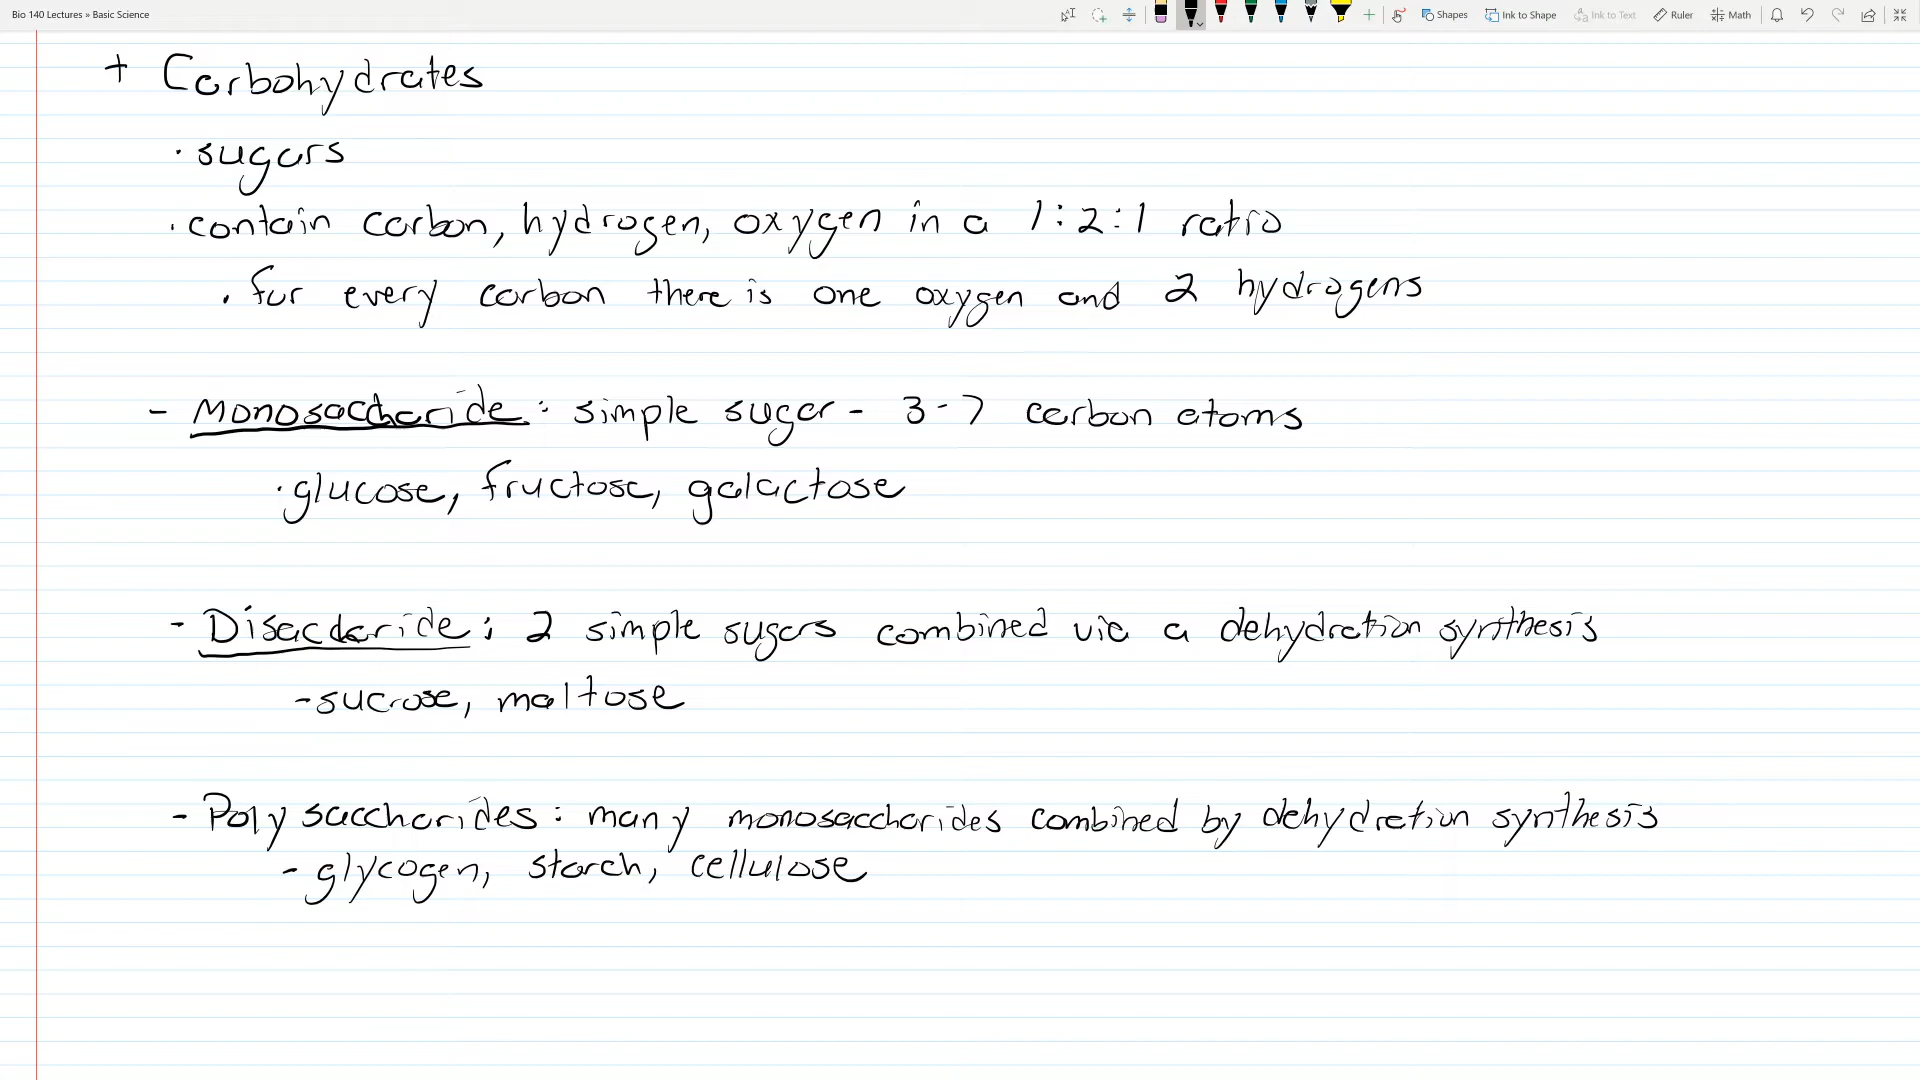 Bio 140 Lectures » Basic Science
Shapes Ink to Shape Ink to Text Ruler Math
+ Carbohydrates
· sugars
· contain carbon, hydrogen, oxygen in a 1:2:1 ratio
· for every carbon there is one oxygen and 2 hydrogens
- Monosaccharide: simple sugar - 3-7 carbon atoms
· glucose, fructose, galactose
- Disaccharide: 2 simple sugars combined via a dehydration synthesis
- sucrose, maltose
- Polysaccharides: many monosaccharides combined by dehydration synthesis
- glycogen, starch, cellulose